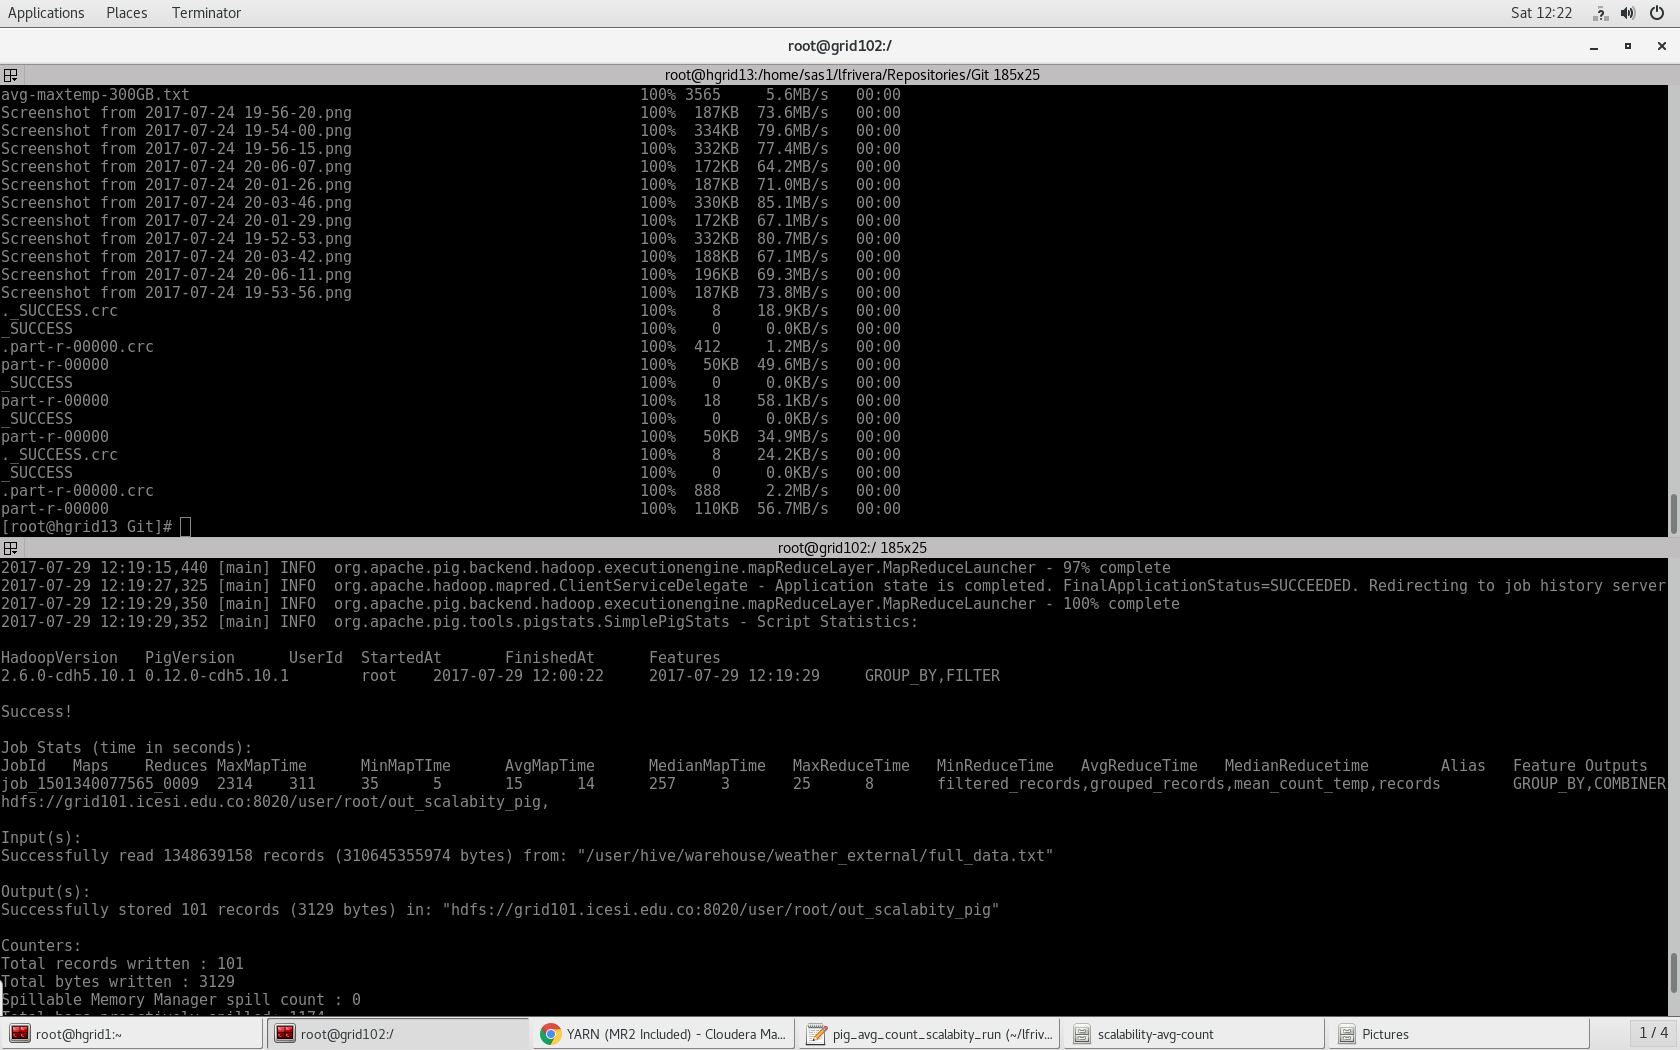 Applications Places Terminator Sat 12:22
root@grid102:/
root@hgrid13:/home/sas1/lfrivera/Repositories/Git 185x25
avg-maxtemp-300GB.txt 100% 3565 5.6MB/s 00:00
Screenshot from 2017-07-24 19-56-20.png 100% 187KB 73.6MB/s 00:00
Screenshot from 2017-07-24 19-54-00.png 100% 334KB 79.6MB/s 00:00
Screenshot from 2017-07-24 19-56-15.png 100% 332KB 77.4MB/s 00:00
Screenshot from 2017-07-24 20-06-07.png 100% 172KB 64.2MB/s 00:00
Screenshot from 2017-07-24 20-01-26.png 100% 187KB 71.0MB/s 00:00
Screenshot from 2017-07-24 20-03-46.png 100% 330KB 85.1MB/s 00:00
Screenshot from 2017-07-24 20-01-29.png 100% 172KB 67.1MB/s 00:00
Screenshot from 2017-07-24 19-52-53.png 100% 332KB 80.7MB/s 00:00
Screenshot from 2017-07-24 20-03-42.png 100% 188KB 67.1MB/s 00:00
Screenshot from 2017-07-24 20-06-11.png 100% 196KB 69.3MB/s 00:00
Screenshot from 2017-07-24 19-53-56.png 100% 187KB 73.8MB/s 00:00
._SUCCESS.crc 100% 8 18.9KB/s 00:00
_SUCCESS 100% 0 0.0KB/s 00:00
.part-r-00000.crc 100% 412 1.2MB/s 00:00
part-r-00000 100% 50KB 49.6MB/s 00:00
_SUCCESS 100% 0 0.0KB/s 00:00
part-r-00000 100% 18 58.1KB/s 00:00
_SUCCESS 100% 0 0.0KB/s 00:00
part-r-00000 100% 50KB 34.9MB/s 00:00
._SUCCESS.crc 100% 8 24.2KB/s 00:00
_SUCCESS 100% 0 0.0KB/s 00:00
.part-r-00000.crc 100% 888 2.2MB/s 00:00
part-r-00000 100% 110KB 56.7MB/s 00:00
[root@hgrid13 Git]#
root@grid102:/ 185x25
2017-07-29 12:19:15,440 [main] INFO org.apache.pig.backend.hadoop.executionengine.mapReduceLayer.MapReduceLauncher - 97% complete
2017-07-29 12:19:27,325 [main] INFO org.apache.hadoop.mapred.ClientServiceDelegate - Application state is completed. FinalApplicationStatus=SUCCEEDED. Redirecting to job history server
2017-07-29 12:19:29,350 [main] INFO org.apache.pig.backend.hadoop.executionengine.mapReduceLayer.MapReduceLauncher - 100% complete
2017-07-29 12:19:29,352 [main] INFO org.apache.pig.tools.pigstats.SimplePigStats - Script Statistics:
HadoopVersion PigVersion UserId StartedAt FinishedAt Features
2.6.0-cdh5.10.1 0.12.0-cdh5.10.1 root 2017-07-29 12:00:22 2017-07-29 12:19:29 GROUP_BY,FILTER
Success!
Job Stats (time in seconds):
JobId Maps Reduces MaxMapTime MinMapTIme AvgMapTime MedianMapTime MaxReduceTime MinReduceTime AvgReduceTime MedianReducetime Alias Feature Outputs
job_1501340077565_0009 2314 311 35 5 15 14 257 3 25 8 filtered_records,grouped_records,mean_count_temp,records GROUP_BY,COMBINER
hdfs://grid101.icesi.edu.co:8020/user/root/out_scalabity_pig,
Input(s):
Successfully read 1348639158 records (310645355974 bytes) from: "/user/hive/warehouse/weather_external/full_data.txt"
Output(s):
Successfully stored 101 records (3129 bytes) in: "hdfs://grid101.icesi.edu.co:8020/user/root/out_scalabity_pig"
Counters:
Total records written : 101
Total bytes written : 3129
Spillable Memory Manager spill count : 0
Total bags proactively spilled: 1174
root@hgrid1:~ root@grid102:/ YARN (MR2 Included) - Cloudera Ma... pig_avg_count_scalabity_run (~/lfriv... scalability-avg-count Pictures 1 / 4